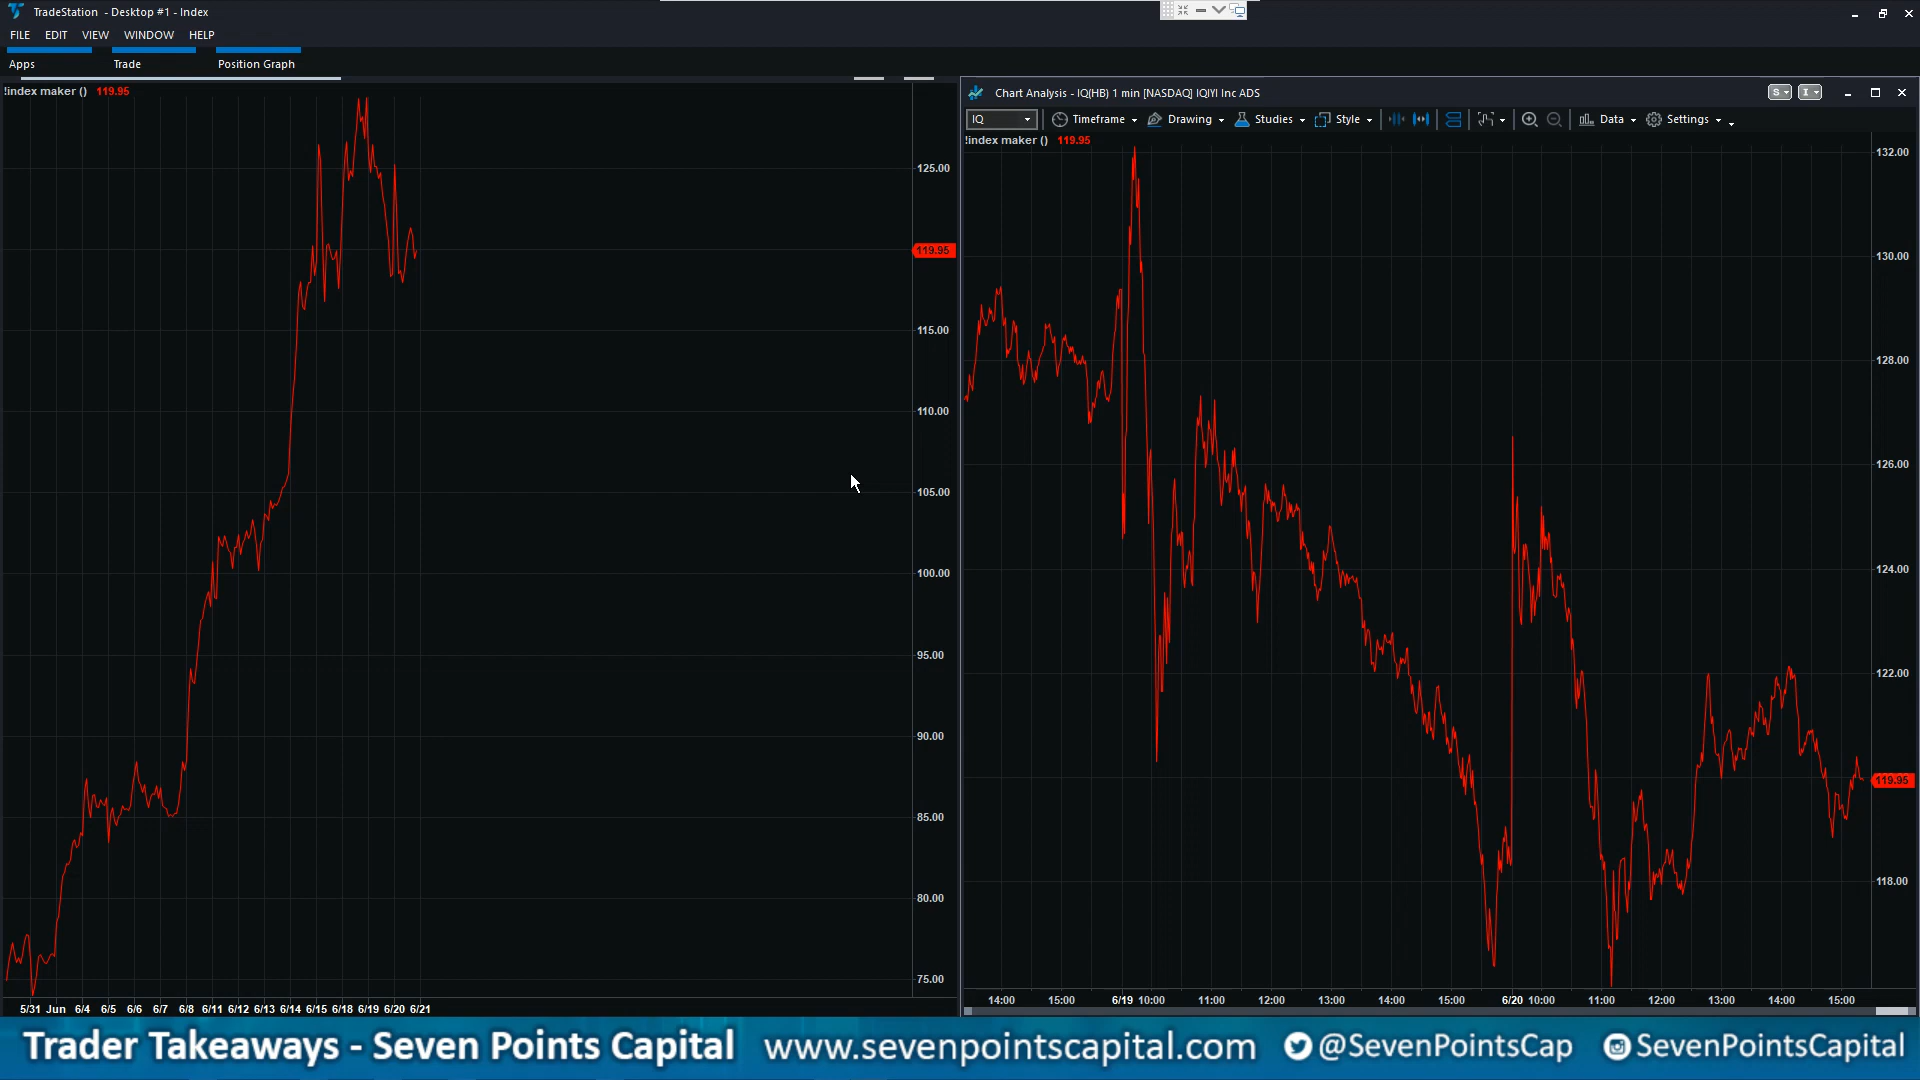 TradeStation - Desktop #1 - Index
FILE EDIT VIEW WINDOW HELP
Apps Trade Position Graph
!index maker () 119.95
125.00
119.95
115.00
110.00
105.00
100.00
95.00
90.00
85.00
80.00
75.00
5/31 Jun 6/4 6/5 6/6 6/7 6/8 6/11 6/12 6/13 6/14 6/15 6/18 6/19 6/20 6/21
Chart Analysis - IQ(HB) 1 min [NASDAQ] IQIYI Inc ADS
S I
IQ Timeframe Drawing Studies Style Data Settings
!index maker () 119.95
132.00
130.00
128.00
126.00
124.00
122.00
119.95
118.00
14:00 15:00 6/19 10:00 11:00 12:00 13:00 14:00 15:00 6/20 10:00 11:00 12:00 13:00 14:00 15:00
Trader Takeaways - Seven Points Capital www.sevenpointscapital.com @SevenPointsCap SevenPointsCapital